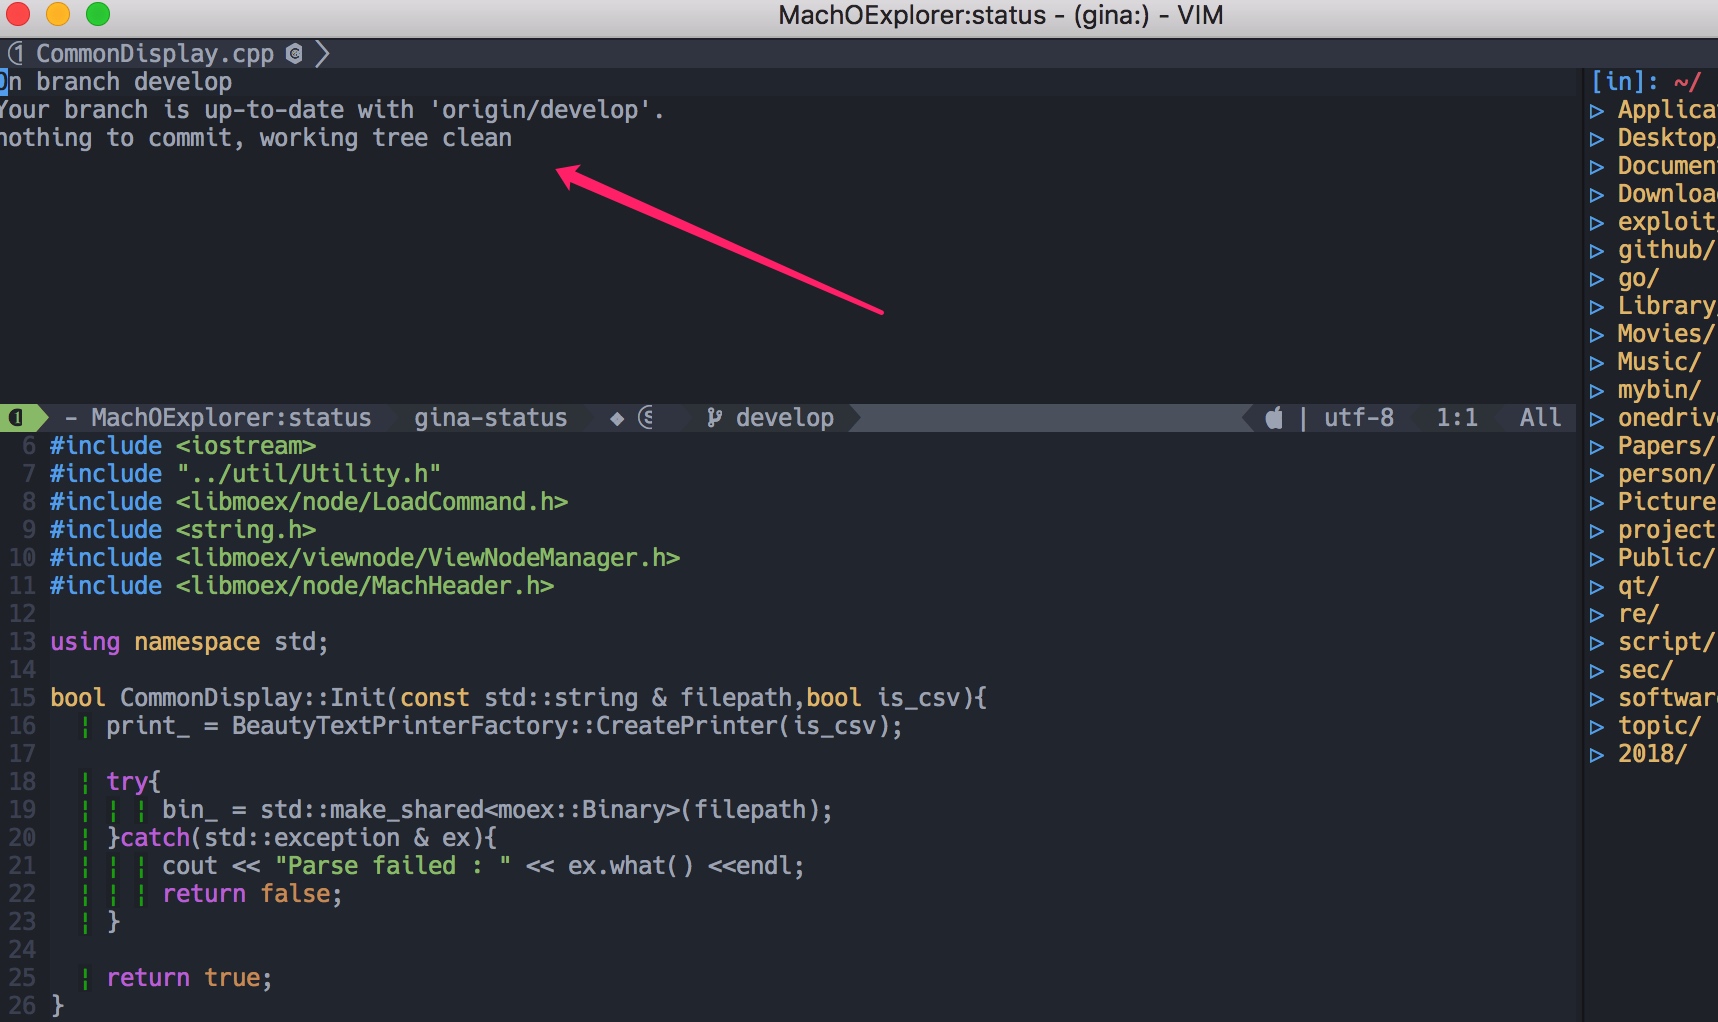 MachOExplorer:status - (gina:) - VIM
① CommonDisplay.cpp
On branch develop
Your branch is up-to-date with 'origin/develop'.
nothing to commit, working tree clean
❶ - MachOExplorer:status gina-status ◆ Ⓢ develop | utf-8 1:1 All
6 #include <iostream>
7 #include "../util/Utility.h"
8 #include <libmoex/node/LoadCommand.h>
9 #include <string.h>
10 #include <libmoex/viewnode/ViewNodeManager.h>
11 #include <libmoex/node/MachHeader.h>
12
13 using namespace std;
14
15 bool CommonDisplay::Init(const std::string & filepath,bool is_csv){
16 ¦ print_ = BeautyTextPrinterFactory::CreatePrinter(is_csv);
17
18 ¦ try{
19 ¦ ¦ ¦ bin_ = std::make_shared<moex::Binary>(filepath);
20 ¦ }catch(std::exception & ex){
21 ¦ ¦ ¦ cout << "Parse failed : " << ex.what() <<endl;
22 ¦ ¦ ¦ return false;
23 ¦ }
24
25 ¦ return true;
26 }
[in]: ~/
▷ Applica
▷ Desktop
▷ Documen
▷ Downloa
▷ exploit/
▷ github/
▷ go/
▷ Library/
▷ Movies/
▷ Music/
▷ mybin/
▷ onedriv
▷ Papers/
▷ person/
▷ Picture
▷ project
▷ Public/
▷ qt/
▷ re/
▷ script/
▷ sec/
▷ softwar
▷ topic/
▷ 2018/